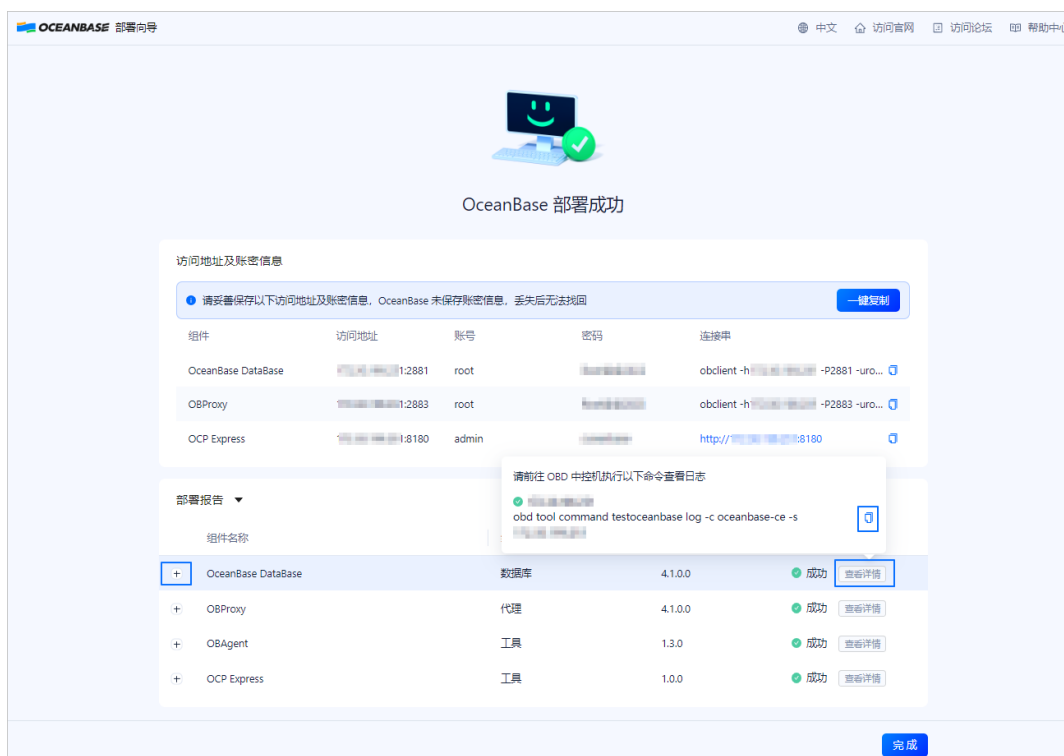 OCEANBASE 部署向导 中文 访问官网 访问论坛 帮助中心
OceanBase 部署成功
访问地址及账密信息
请妥善保存以下访问地址及账密信息，OceanBase 未保存账密信息，丢失后无法找回 一键复制
组件 访问地址 账号 密码 连接串
OceanBase DataBase 1:2881 root obclient -h -P2881 -uro...
OBProxy 1:2883 root obclient -h -P2883 -uro...
OCP Express :8180 admin http:// :8180
请前往 OBD 中控机执行以下命令查看日志
obd tool command testoceanbase log -c oceanbase-ce -s
部署报告
组件名称
OceanBase DataBase 数据库 4.1.0.0 成功 查看详情
OBProxy 代理 4.1.0.0 成功 查看详情
OBAgent 工具 1.3.0 成功 查看详情
OCP Express 工具 1.0.0 成功 查看详情
完成